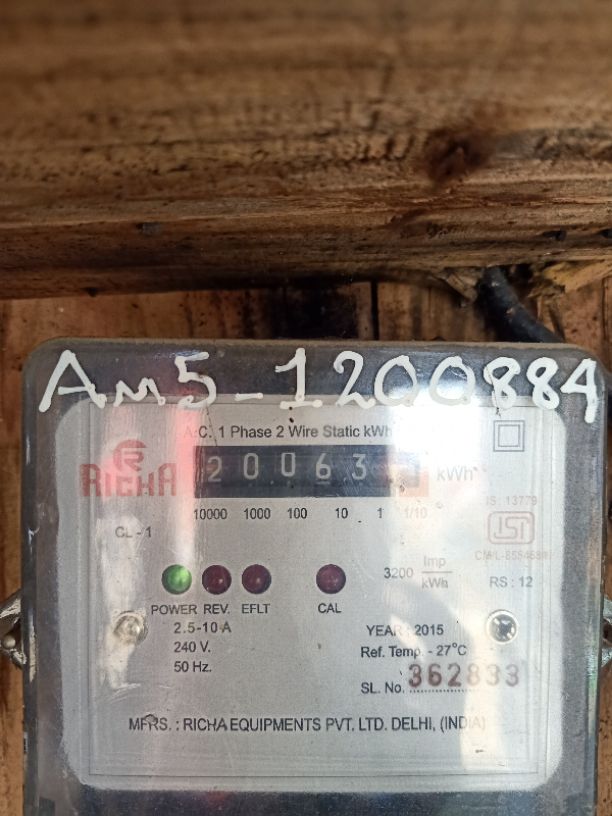 Am5-1200884
A.C. 1 Phase 2 Wire Static kWh
R
RICHA
20063
kWh
10000 1000 100 10 1 1/10
IS : 13779
CL - 1
ISI
3200 Imp/kWh
RS : 12
POWER REV. EFLT CAL
2.5-10 A
240 V.
50 Hz.
YEAR : 2015
Ref. Temp. - 27°C
SL. No. 362833
MFRS. : RICHA EQUIPMENTS PVT. LTD. DELHI, (INDIA)